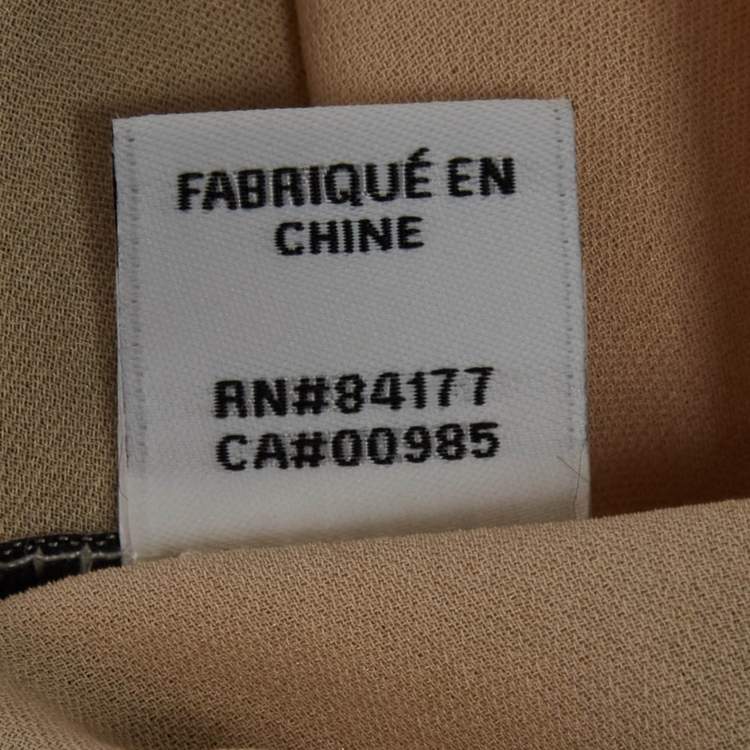 FABRIQUÉ EN
CHINE
RN#84177
CA#00985